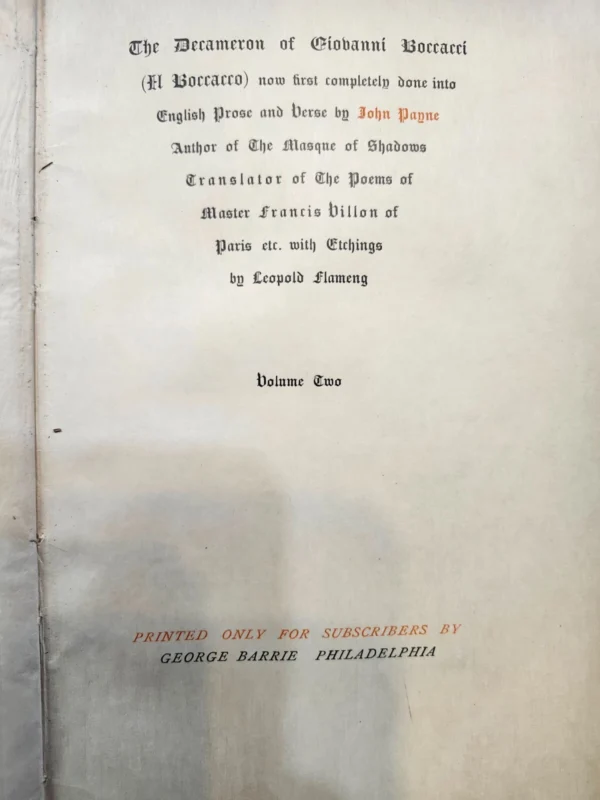 The Decameron of Giovanni Boccacci
(Il Boccacco) now first completely done into
English Prose and Verse by John Payne
Author of The Masque of Shadows
Translator of The Poems of
Master Francis Villon of
Paris etc. with Etchings
by Leopold Flameng
Volume Two
PRINTED ONLY FOR SUBSCRIBERS BY
GEORGE BARRIE PHILADELPHIA